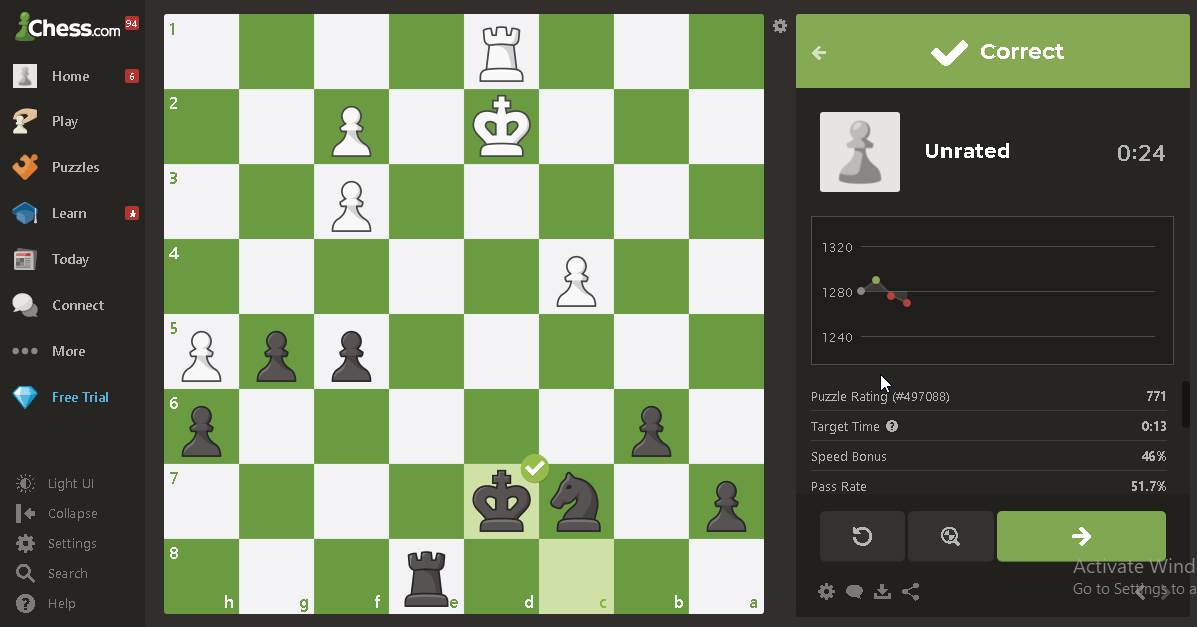 Chess.com 94
Home 6
Play
Puzzles
Learn
Today
Connect
More
Free Trial
Light UI
Collapse
Settings
Search
Help
1
2
3
4
5
6
7
8
h g f e d c b a
Correct
Unrated 0:24
1320
1280
1240
Puzzle Rating (#497088) 771
Target Time ? 0:13
Speed Bonus 46%
Pass Rate 51.7%
Activate Wind
Go to Settings to a